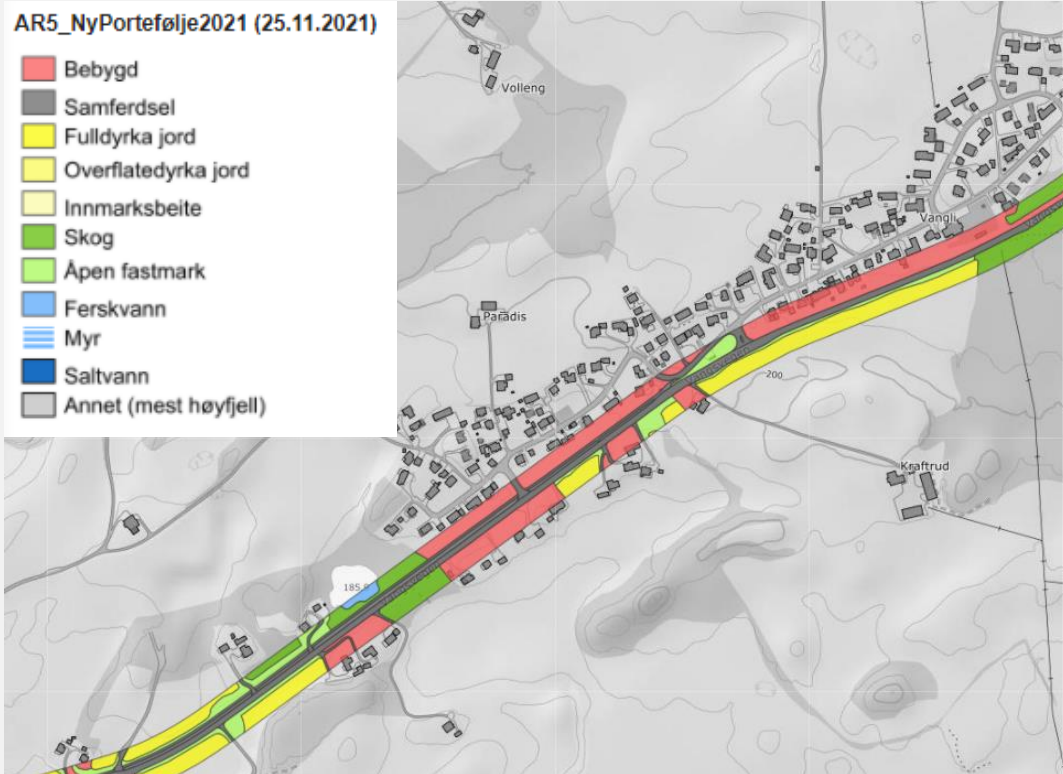 AR5_NyPortefølje2021 (25.11.2021)
Bebygd
Samferdsel
Fulldyrka jord
Overflatedyrka jord
Innmarksbeite
Skog
Åpen fastmark
Ferskvann
Myr
Saltvann
Annet (mest høyfjell)
Volleng
Vangli
Paradis
200
Kraftrud